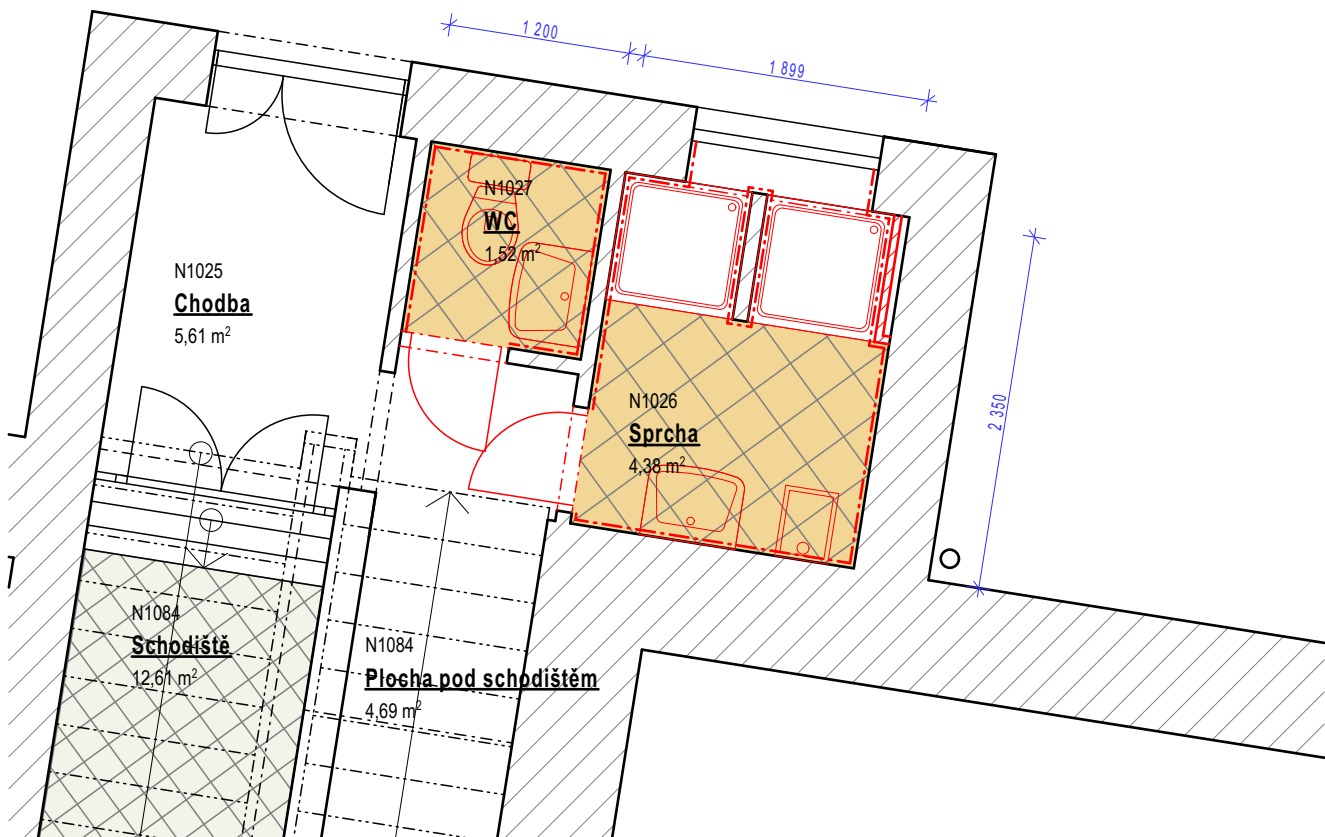 1 200
1 899
N1027
WC
1,52 m²
N1025
Chodba
5,61 m²
2 350
N1026
Sprcha
4,38 m²
N1084
Schodiště
12,61 m²
N1084
Plocha pod schodištěm
4,69 m²